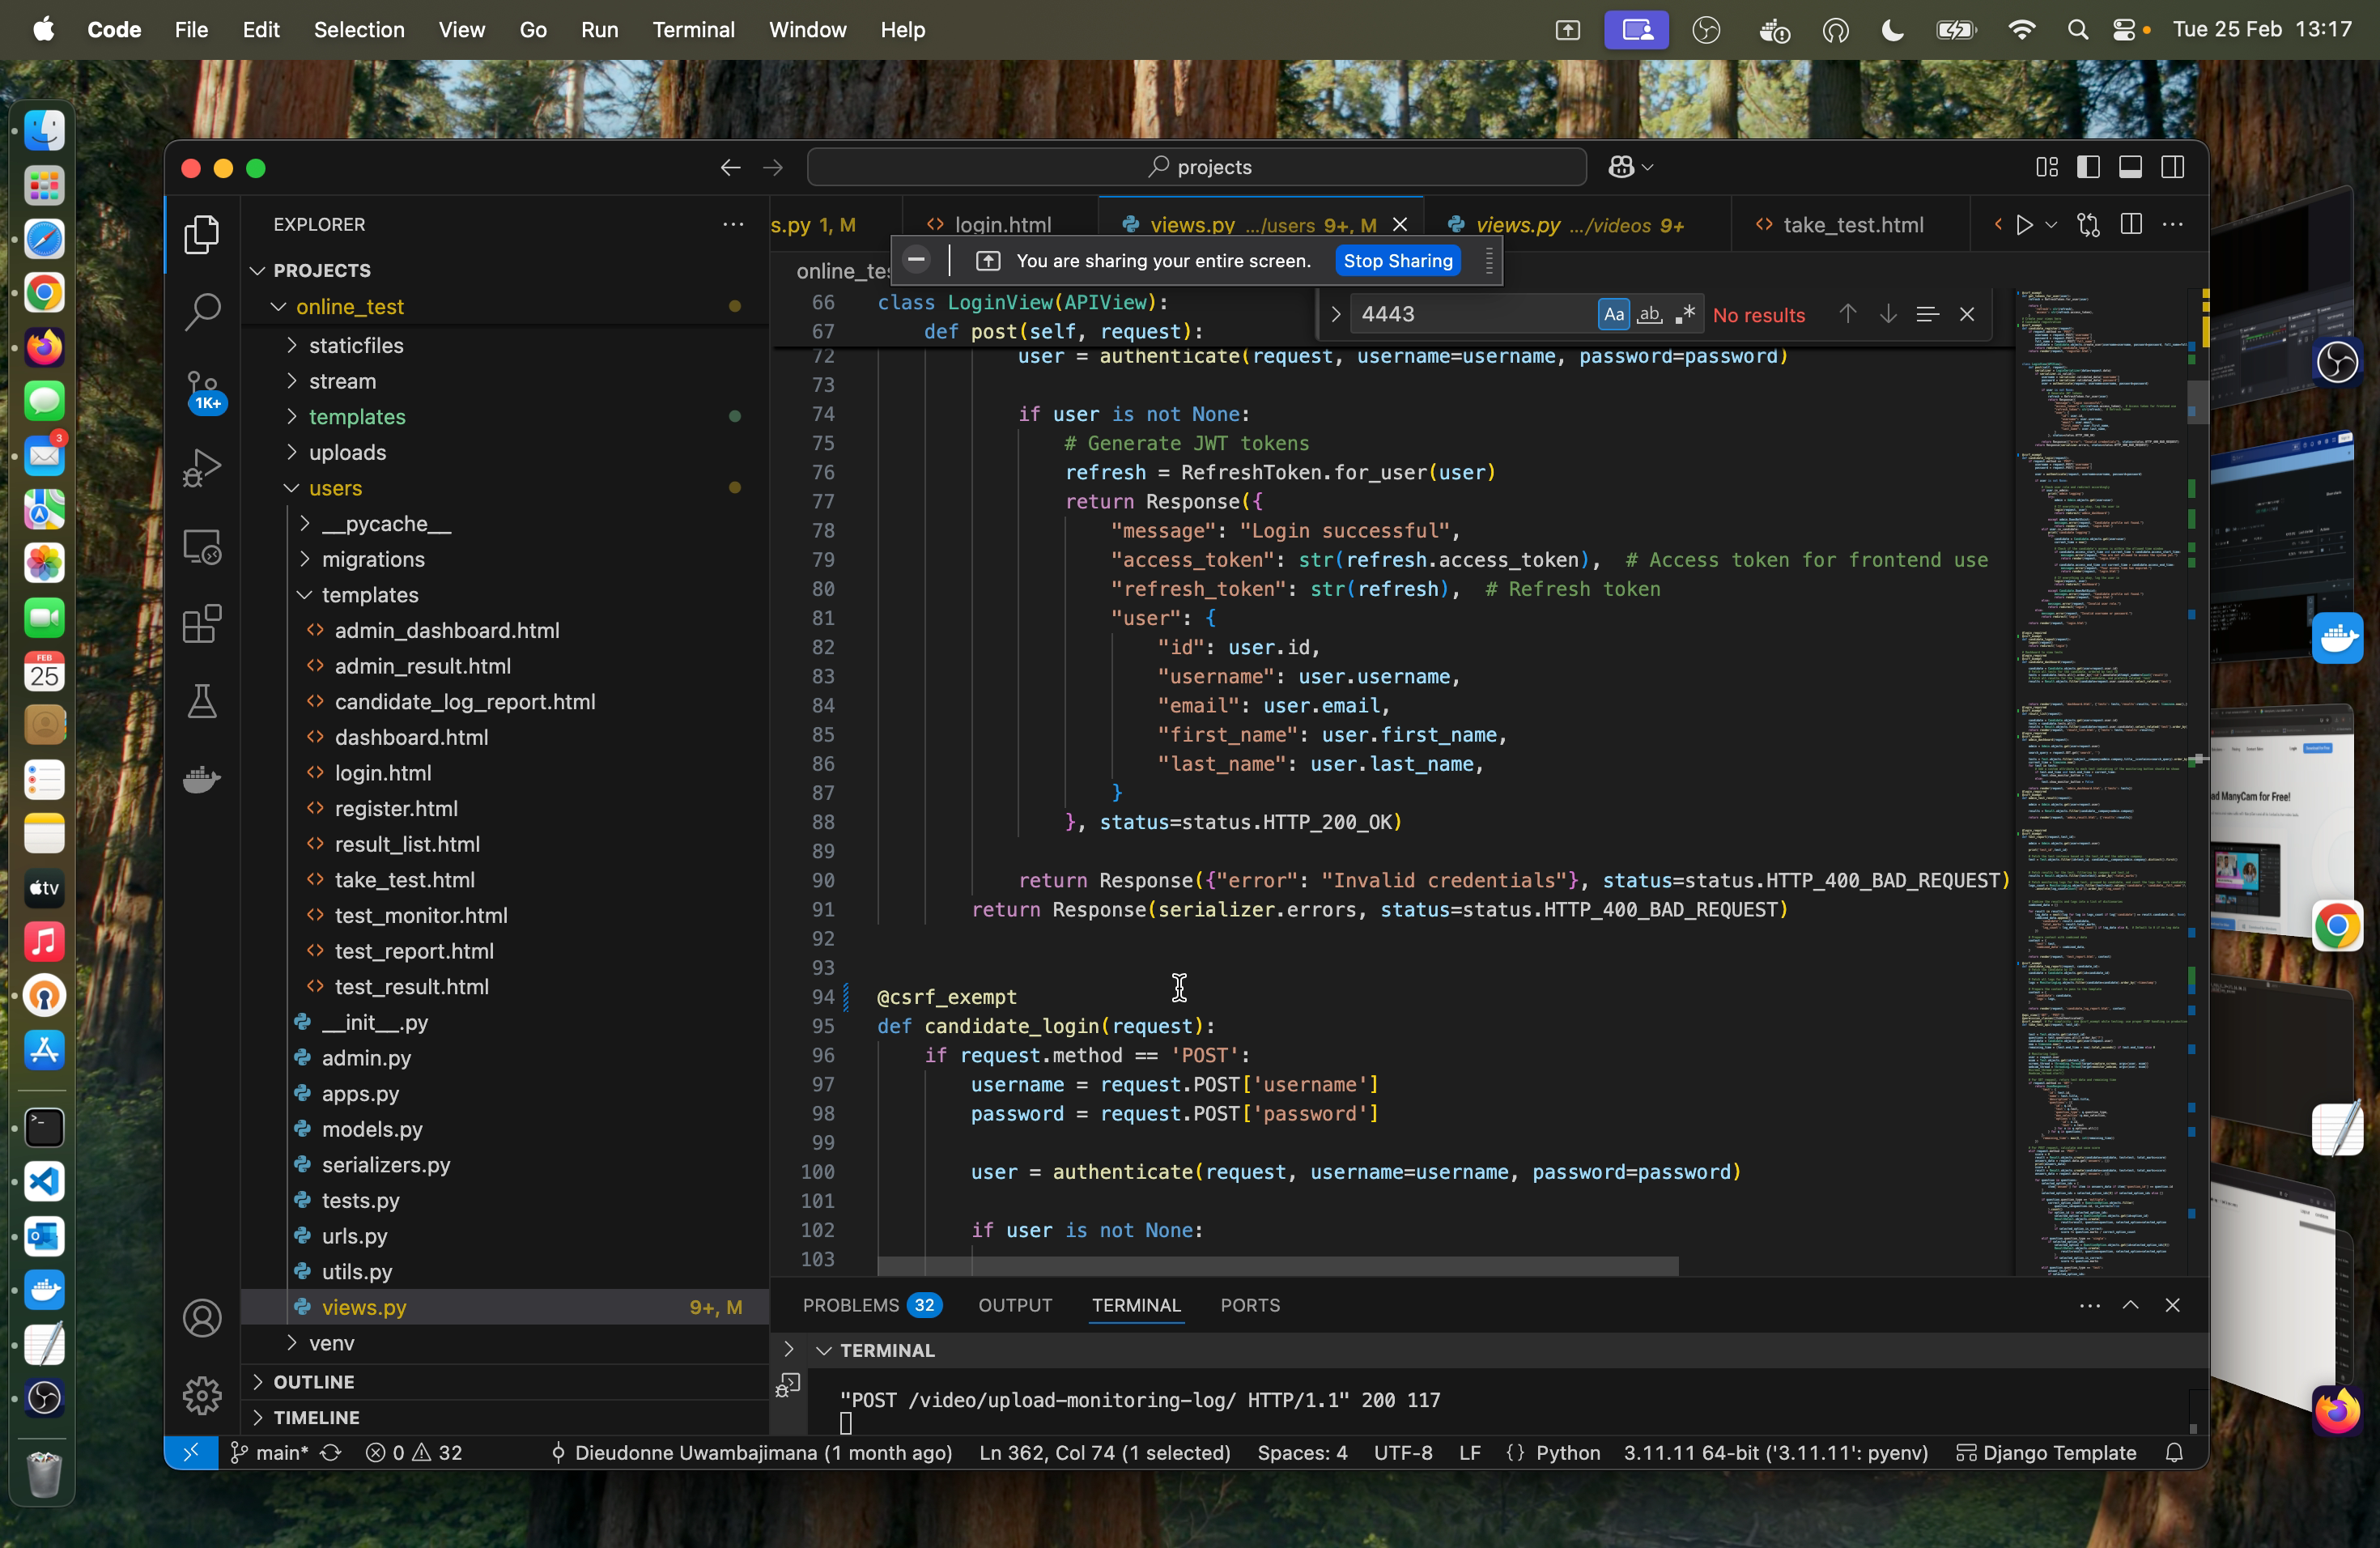 Code File Edit Selection View Go Run Terminal Window Help Tue 25 Feb 13:17
projects
EXPLORER
s.py 1, M
login.html
views.py .../users 9+, M
views.py .../videos 9+
take_test.html
You are sharing your entire screen. Stop Sharing
PROJECTS
online_test
staticfiles
stream
templates
uploads
users
__pycache__
migrations
templates
admin_dashboard.html
admin_result.html
candidate_log_report.html
dashboard.html
login.html
register.html
result_list.html
take_test.html
test_monitor.html
test_report.html
test_result.html
__init__.py
admin.py
apps.py
models.py
serializers.py
tests.py
urls.py
utils.py
views.py 9+, M
venv
OUTLINE
TIMELINE
1K+
3
FEB
25
tv
4443 Aa ab No results
66 class LoginView(APIView):
67 def post(self, request):
72 user = authenticate(request, username=username, password=password)
73
74 if user is not None:
75 # Generate JWT tokens
76 refresh = RefreshToken.for_user(user)
77 return Response({
78 "message": "Login successful",
79 "access_token": str(refresh.access_token), # Access token for frontend use
80 "refresh_token": str(refresh), # Refresh token
81 "user": {
82 "id": user.id,
83 "username": user.username,
84 "email": user.email,
85 "first_name": user.first_name,
86 "last_name": user.last_name,
87 }
88 }, status=status.HTTP_200_OK)
89
90 return Response({"error": "Invalid credentials"}, status=status.HTTP_400_BAD_REQUEST)
91 return Response(serializer.errors, status=status.HTTP_400_BAD_REQUEST)
92
93
94 @csrf_exempt
95 def candidate_login(request):
96 if request.method == 'POST':
97 username = request.POST['username']
98 password = request.POST['password']
99
100 user = authenticate(request, username=username, password=password)
101
102 if user is not None:
103
PROBLEMS 32 OUTPUT TERMINAL PORTS
TERMINAL
"POST /video/upload-monitoring-log/ HTTP/1.1" 200 117
main* 0 32 Dieudonne Uwambajimana (1 month ago) Ln 362, Col 74 (1 selected) Spaces: 4 UTF-8 LF {} Python 3.11.11 64-bit ('3.11.11': pyenv) Django Template
ad ManyCam for Free!